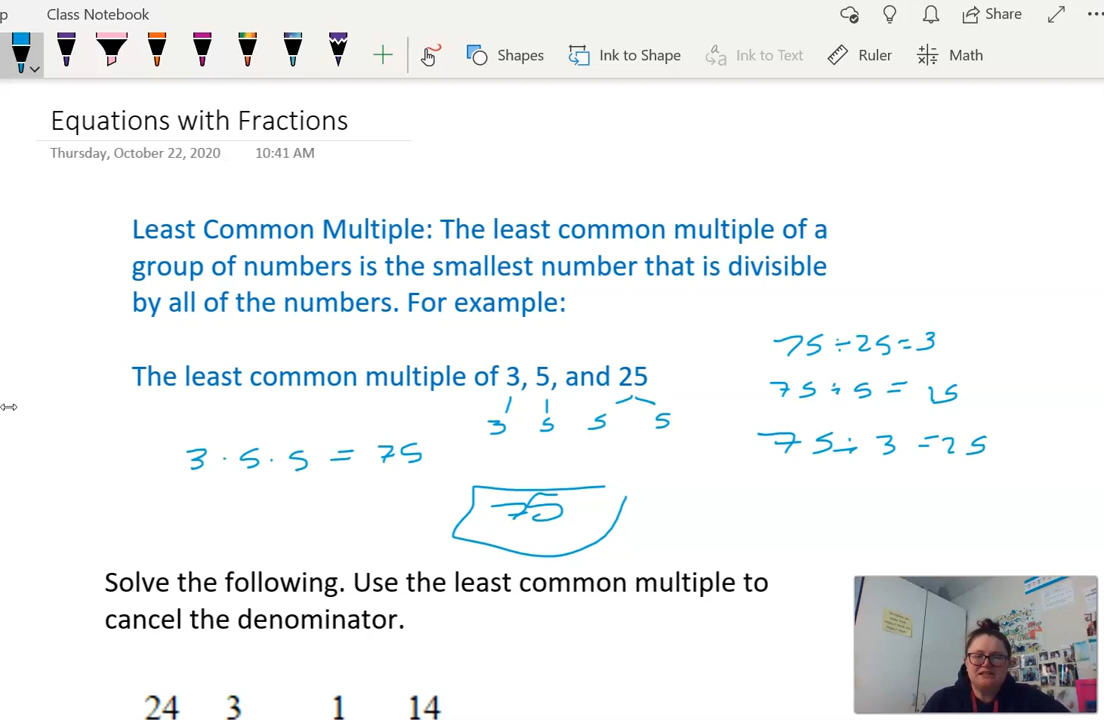 p Class Notebook Share
Shapes Ink to Shape Ink to Text Ruler Math
Equations with Fractions
Thursday, October 22, 2020 10:41 AM
Least Common Multiple: The least common multiple of a
group of numbers is the smallest number that is divisible
by all of the numbers. For example:
75 ÷ 25 = 3
The least common multiple of 3, 5, and 25
75 ÷ 5 = 15
3 5 5 5
75 ÷ 3 = 25
3 · 5 · 5 = 75
75
Solve the following. Use the least common multiple to
cancel the denominator.
24 3 1 14